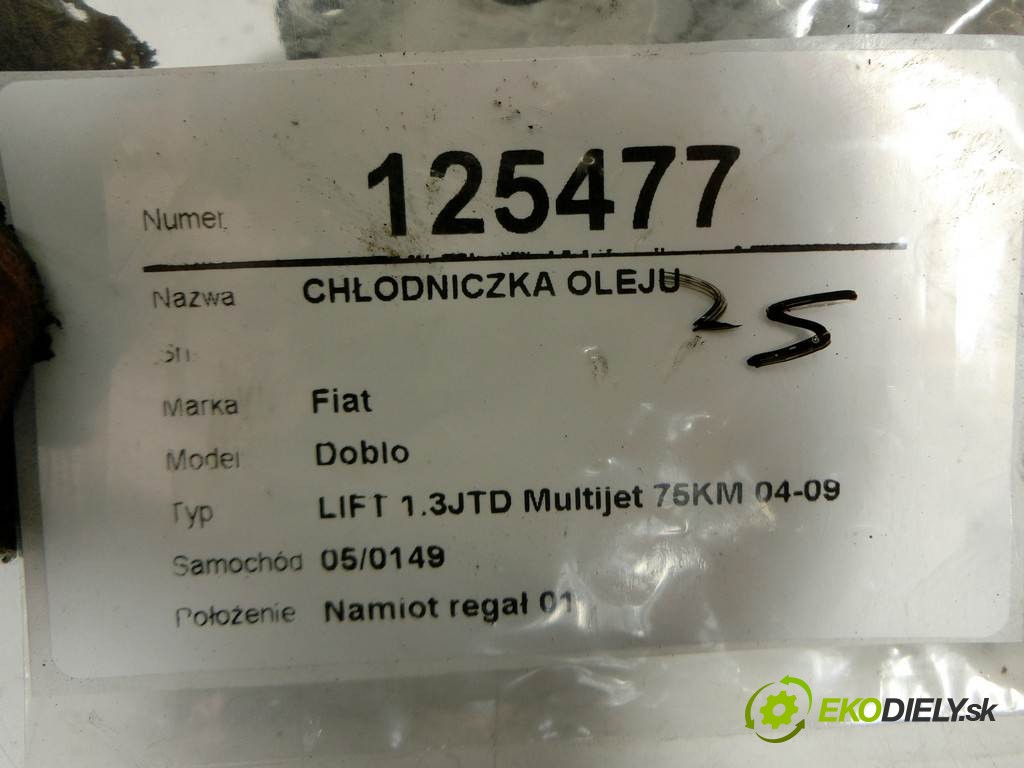 Numer 125477
Nazwa CHŁODNICZKA OLEJU
25
Sn
Marka Fiat
Model Doblo
Typ LIFT 1.3JTD Multijet 75KM 04-09
Samochód 05/0149
Położenie Namiot regał 01
EKODIELY.sk